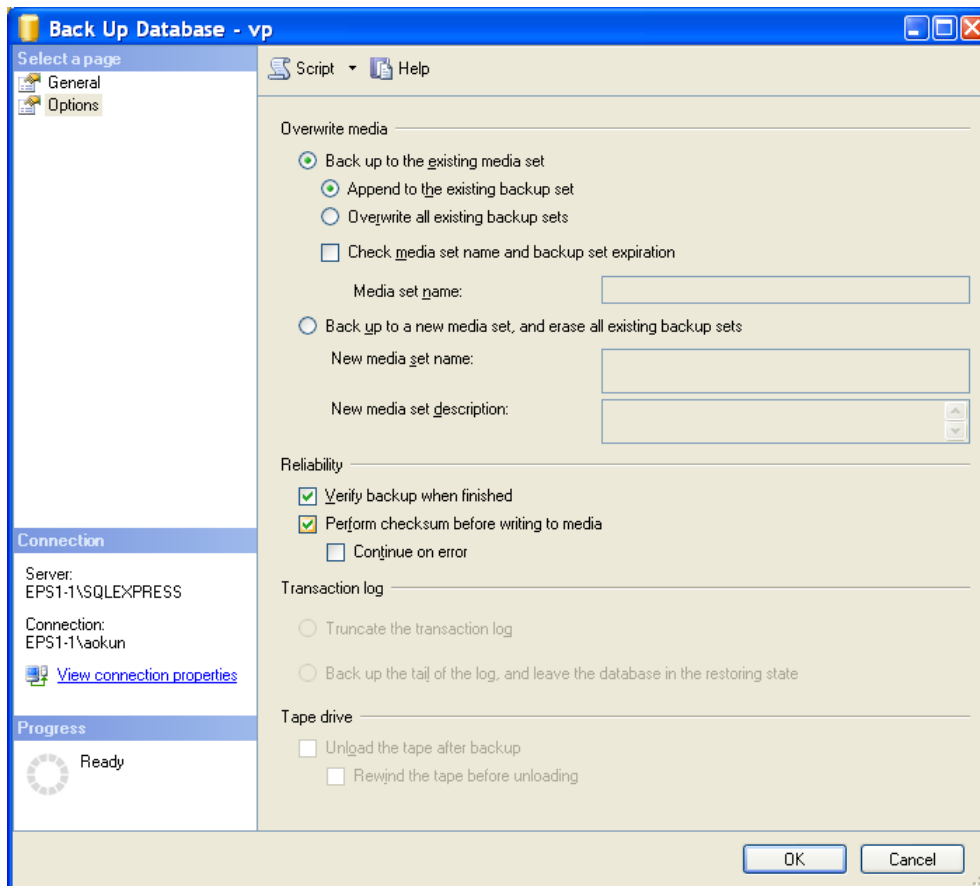 Back Up Database - vp
Select a page
General
Options
Script
Help
Overwrite media
Back up to the existing media set
Append to the existing backup set
Overwrite all existing backup sets
Check media set name and backup set expiration
Media set name:
Back up to a new media set, and erase all existing backup sets
New media set name:
New media set description:
Reliability
Verify backup when finished
Perform checksum before writing to media
Continue on error
Transaction log
Truncate the transaction log
Back up the tail of the log, and leave the database in the restoring state
Tape drive
Unload the tape after backup
Rewind the tape before unloading
Connection
Server:
EPS1-1\SQLEXPRESS
Connection:
EPS1-1\aokun
View connection properties
Progress
Ready
OK
Cancel